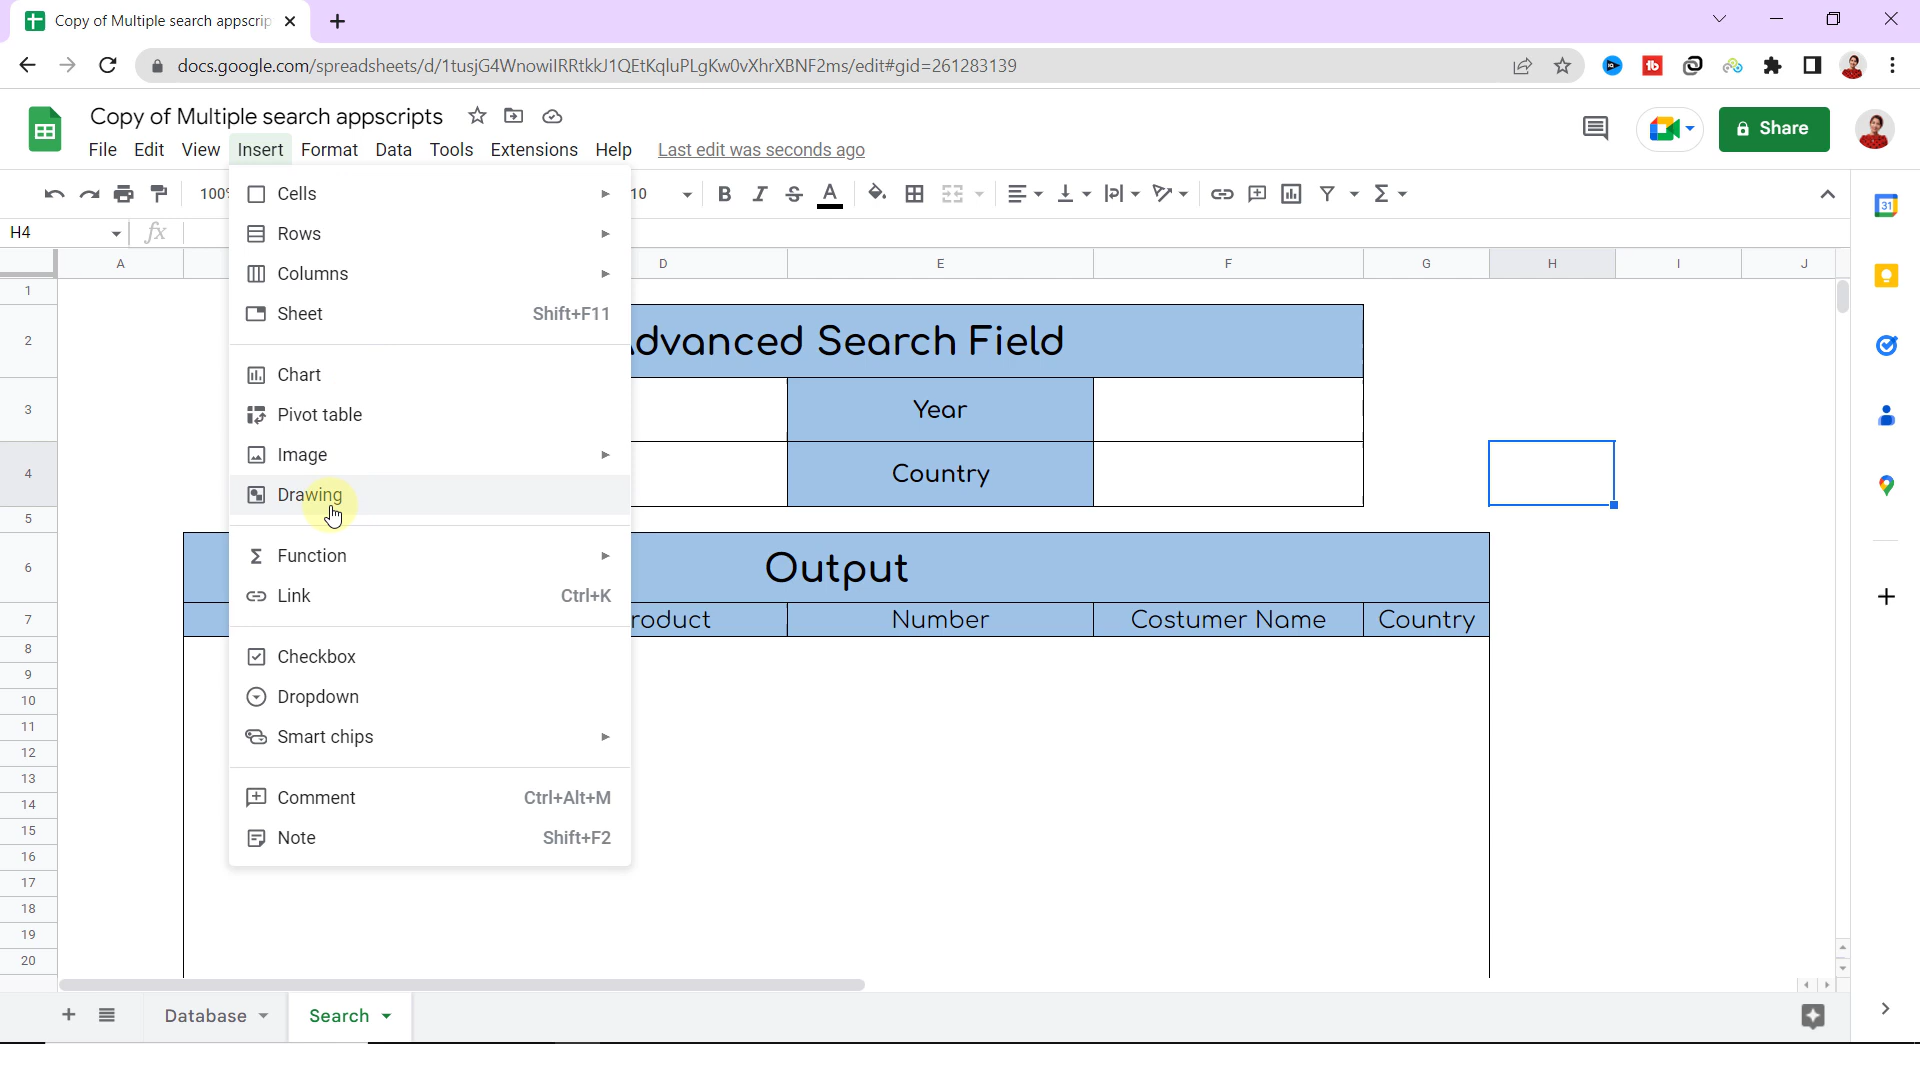 Copy of Multiple search appscrip
docs.google.com/spreadsheets/d/1tusjG4WnowilRRtkkJ1QEtKqluPLgKw0vXhrXBNF2ms/edit#gid=261283139
Copy of Multiple search appscripts
Share
File Edit View Insert Format Data Tools Extensions Help Last edit was seconds ago
100% 10 B I S A
H4 fx
A D E F G H I J
Cells
Rows
Columns
Sheet Shift+F11
Chart
Pivot table
Image
Drawing
Function
Link Ctrl+K
Checkbox
Dropdown
Smart chips
Comment Ctrl+Alt+M
Note Shift+F2
1
2 dvanced Search Field
3 Year
4 Country
5
6 Output
7 roduct Number Costumer Name Country
8
9
10
11
12
13
14
15
16
17
18
19
20
Database Search